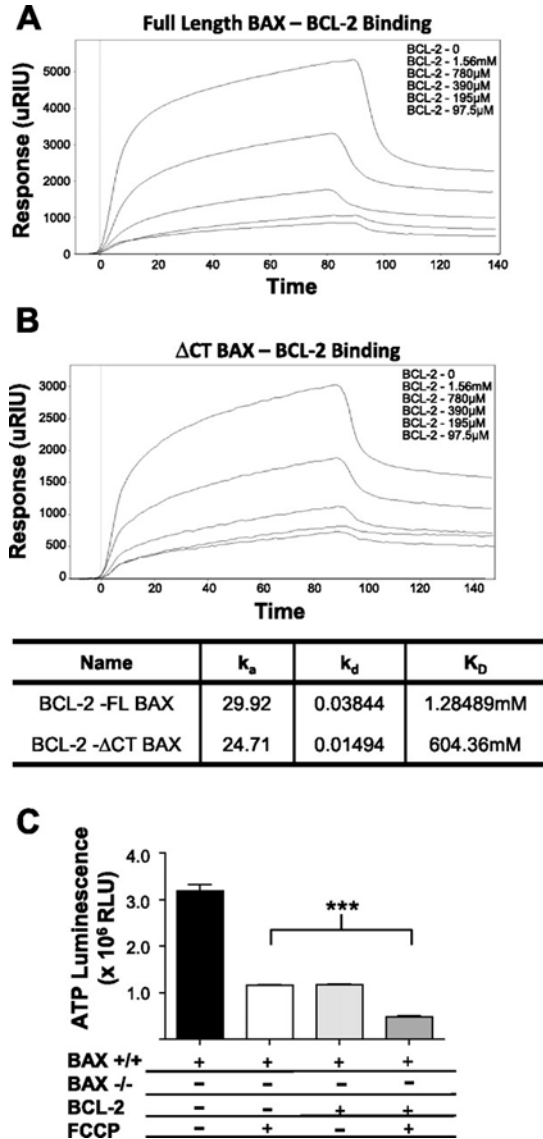 A
Full Length BAX – BCL-2 Binding
BCL-2 - 0
BCL-2 - 1.56mM
BCL-2 - 780µM
BCL-2 - 390µM
BCL-2 - 195µM
BCL-2 - 97.5µM
Response (uRIU)
5000
4000
3000
2000
1000
0
0 20 40 60 80 100 120 140
Time
B
ΔCT BAX – BCL-2 Binding
BCL-2 - 0
BCL-2 - 1.56mM
BCL-2 - 780µM
BCL-2 - 390µM
BCL-2 - 195µM
BCL-2 - 97.5µM
Response (uRIU)
3000
2500
2000
1500
1000
500
0
0 20 40 60 80 100 120 140
Time
Name ka kd KD
BCL-2 -FL BAX 29.92 0.03844 1.28489mM
BCL-2 -ΔCT BAX 24.71 0.01494 604.36mM
C
ATP Luminescence
(x 10⁶ RLU)
4.0
3.0
2.0
1.0
***
BAX +/+ + + + +
BAX -/- - - - -
BCL-2 - - + +
FCCP - + - +